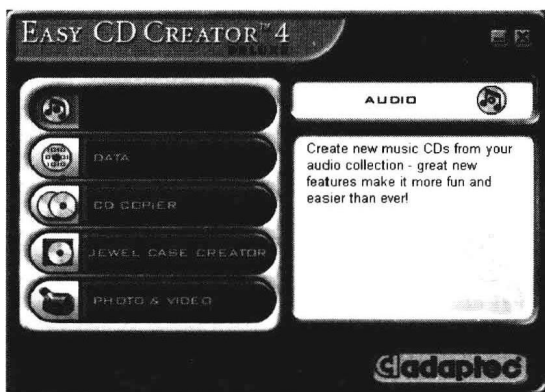 EASY CD CREATOR™ 4
DELUXE
AUDIO
DATA
CD COPIER
JEWEL CASE CREATOR
PHOTO & VIDEO
Create new music CDs from your
audio collection - great new
features make it more fun and
easier than ever!
adaptec